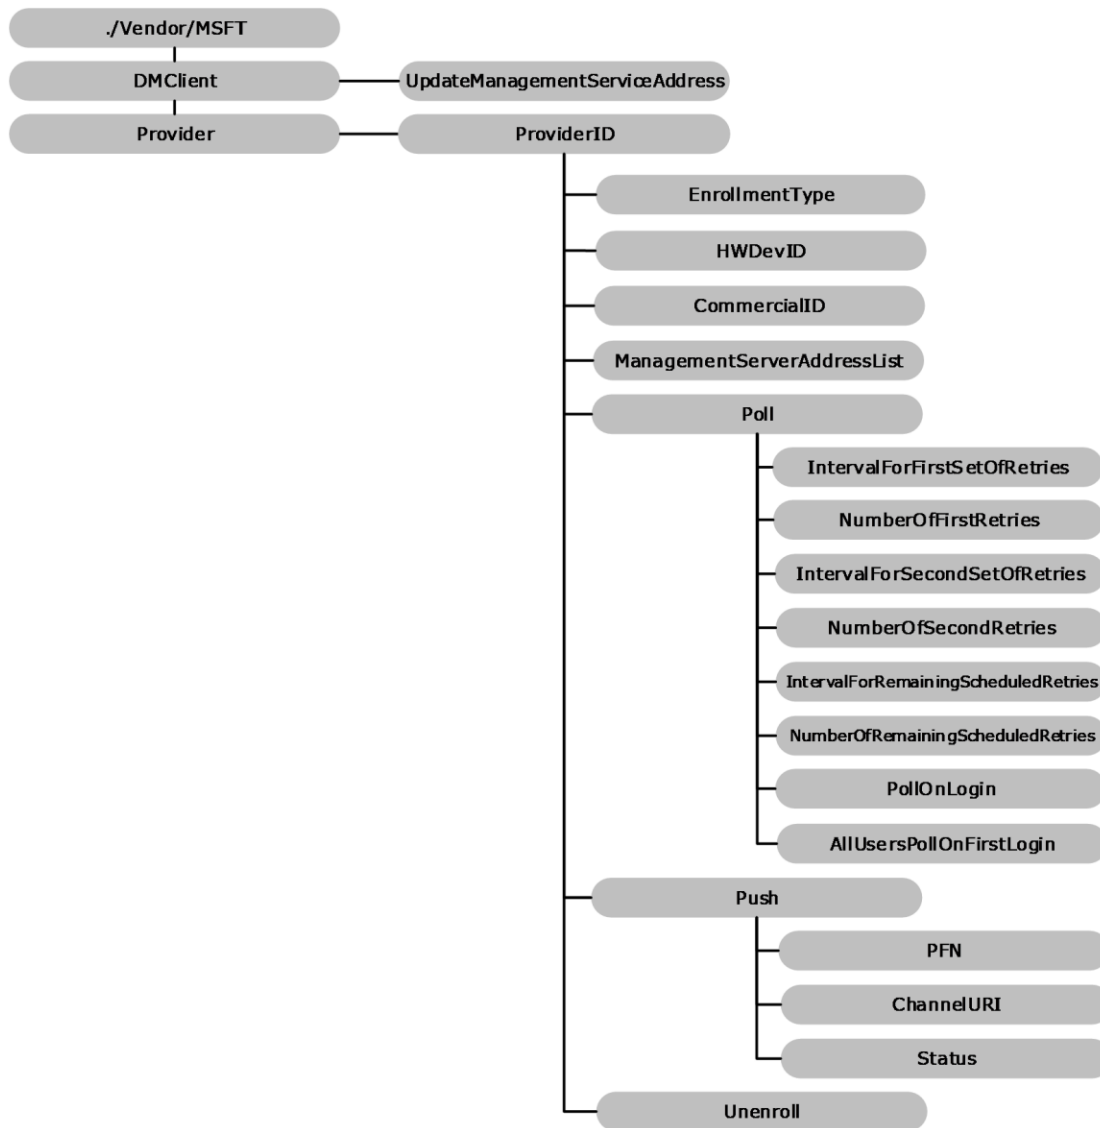 ./Vendor/MSFT
DMClient
UpdateManagementServiceAddress
Provider
ProviderID
EnrollmentType
HWDevID
CommercialID
ManagementServerAddressList
Poll
IntervalForFirstSetOfRetries
NumberOfFirstRetries
IntervalForSecondSetOfRetries
NumberOfSecondRetries
IntervalForRemainingScheduledRetries
NumberOfRemainingScheduledRetries
PollOnLogin
AllUsersPollOnFirstLogin
Push
PFN
ChannelURI
Status
Unenroll